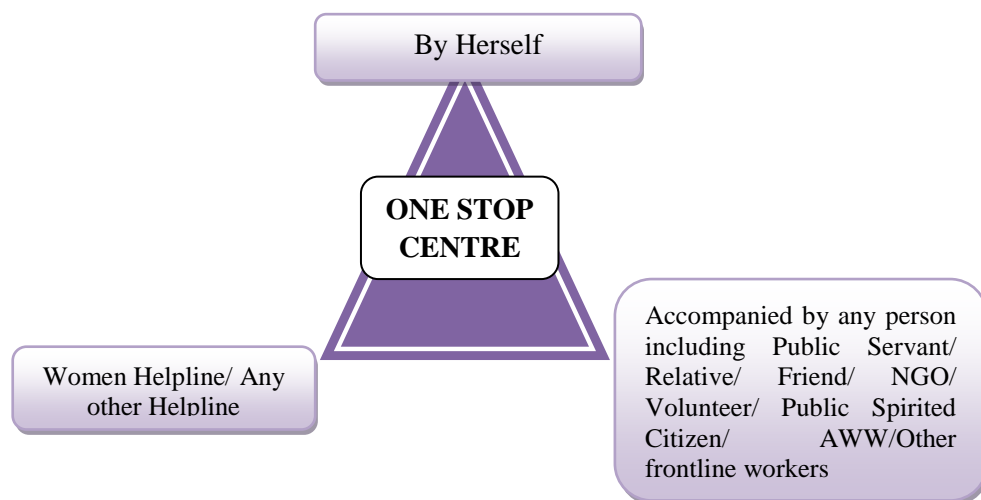 By Herself
ONE STOP
CENTRE
Women Helpline/ Any
other Helpline
Accompanied by any person
including Public Servant/
Relative/ Friend/ NGO/
Volunteer/ Public Spirited
Citizen/ AWW/Other
frontline workers